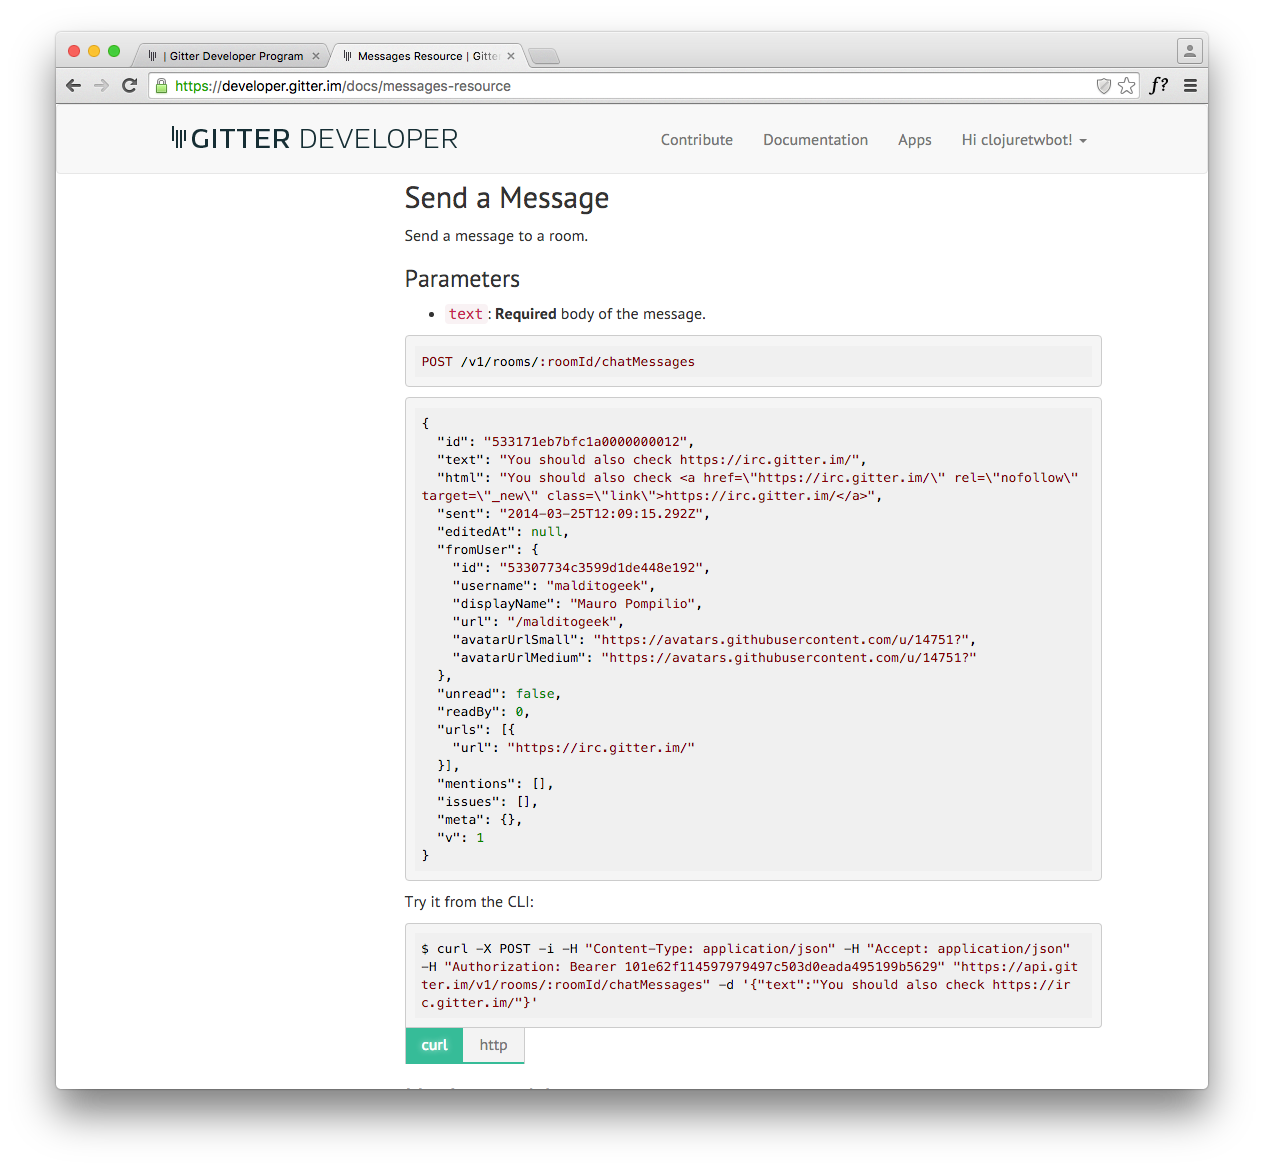 | Gitter Developer Program
Messages Resource | Gitte
https://developer.gitter.im/docs/messages-resource
f?
GITTER DEVELOPER
Contribute
Documentation
Apps
Hi clojuretwbot!
Send a Message
Send a message to a room.
Parameters
• text: Required body of the message.
POST /v1/rooms/:roomId/chatMessages
{
"id": "533171eb7bfc1a0000000012",
"text": "You should also check https://irc.gitter.im/",
"html": "You should also check <a href=\"https://irc.gitter.im/\" rel=\"nofollow\"
target=\"_new\" class=\"link\">https://irc.gitter.im/</a>",
"sent": "2014-03-25T12:09:15.292Z",
"editedAt": null,
"fromUser": {
"id": "53307734c3599d1de448e192",
"username": "malditogeek",
"displayName": "Mauro Pompilio",
"url": "/malditogeek",
"avatarUrlSmall": "https://avatars.githubusercontent.com/u/14751?",
"avatarUrlMedium": "https://avatars.githubusercontent.com/u/14751?"
},
"unread": false,
"readBy": 0,
"urls": [{
"url": "https://irc.gitter.im/"
}],
"mentions": [],
"issues": [],
"meta": {},
"v": 1
}
Try it from the CLI:
$ curl -X POST -i -H "Content-Type: application/json" -H "Accept: application/json"
-H "Authorization: Bearer 101e62f114597979497c503d0eada495199b5629" "https://api.git
ter.im/v1/rooms/:roomId/chatMessages" -d '{"text":"You should also check https://ir
c.gitter.im/"}'
curl
http